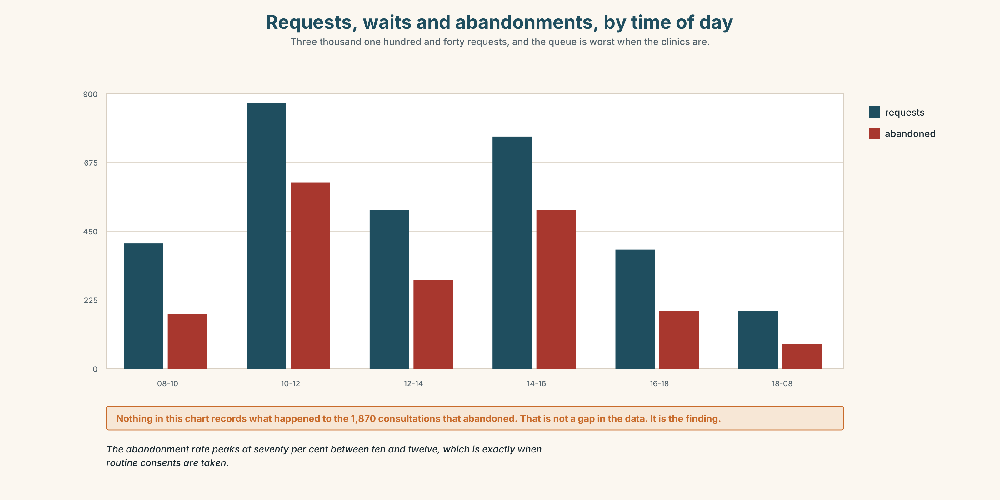 Requests, waits and abandonments, by time of day
Three thousand one hundred and forty requests, and the queue is worst when the clinics are.
900
675
450
225
0
requests
abandoned
08-10
10-12
12-14
14-16
16-18
18-08
Nothing in this chart records what happened to the 1,870 consultations that abandoned. That is not a gap in the data. It is the finding.
The abandonment rate peaks at seventy per cent between ten and twelve, which is exactly when
routine consents are taken.